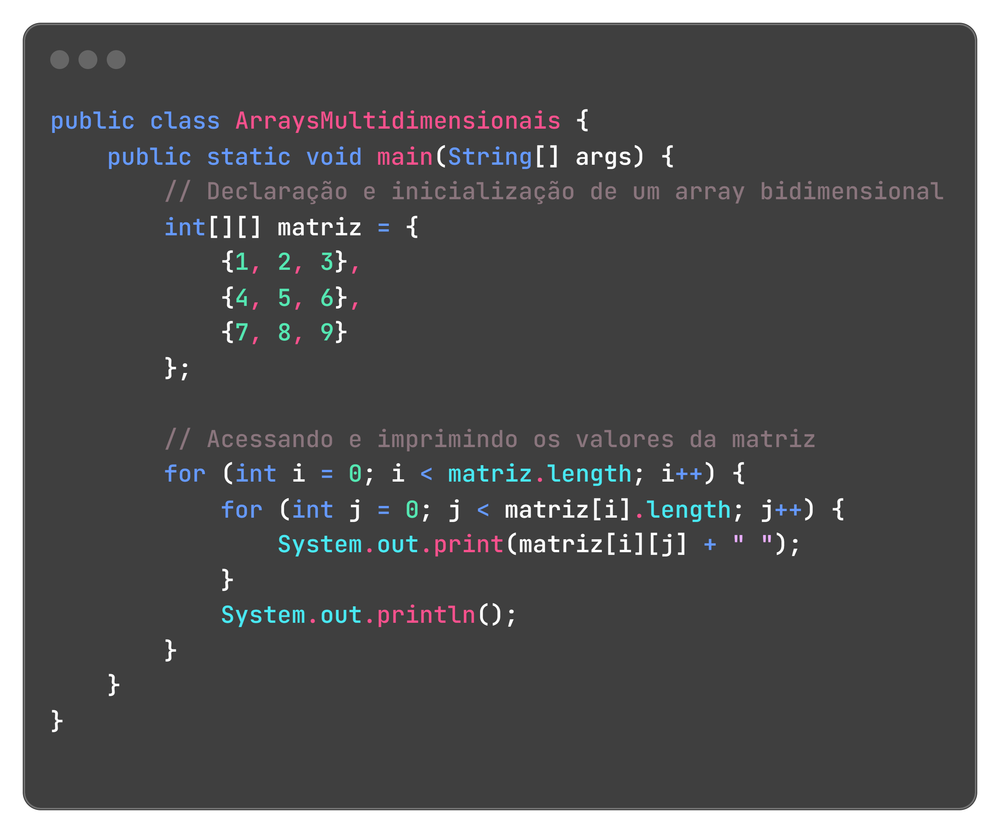 public class ArraysMultidimensionais {
    public static void main(String[] args) {
        // Declaração e inicialização de um array bidimensional
        int[][] matriz = {
            {1, 2, 3},
            {4, 5, 6},
            {7, 8, 9}
        };

        // Acessando e imprimindo os valores da matriz
        for (int i = 0; i < matriz.length; i++) {
            for (int j = 0; j < matriz[i].length; j++) {
                System.out.print(matriz[i][j] + " ");
            }
            System.out.println();
        }
    }
}